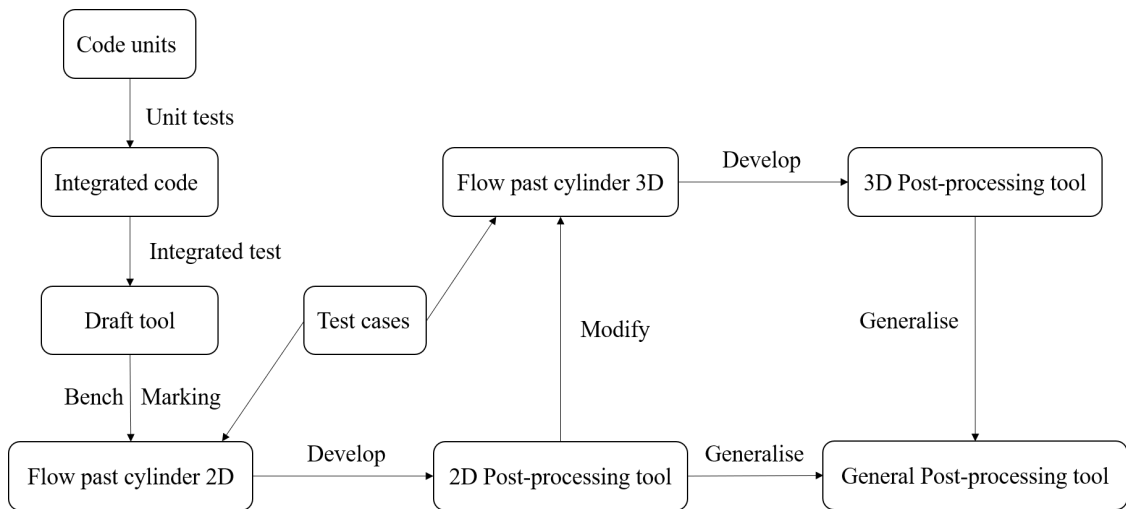 Code units
Unit tests
Integrated code
Flow past cylinder 3D
Develop
3D Post-processing tool
Integrated test
Draft tool
Test cases
Modify
Generalise
Bench Marking
Flow past cylinder 2D
Develop
2D Post-processing tool
Generalise
General Post-processing tool